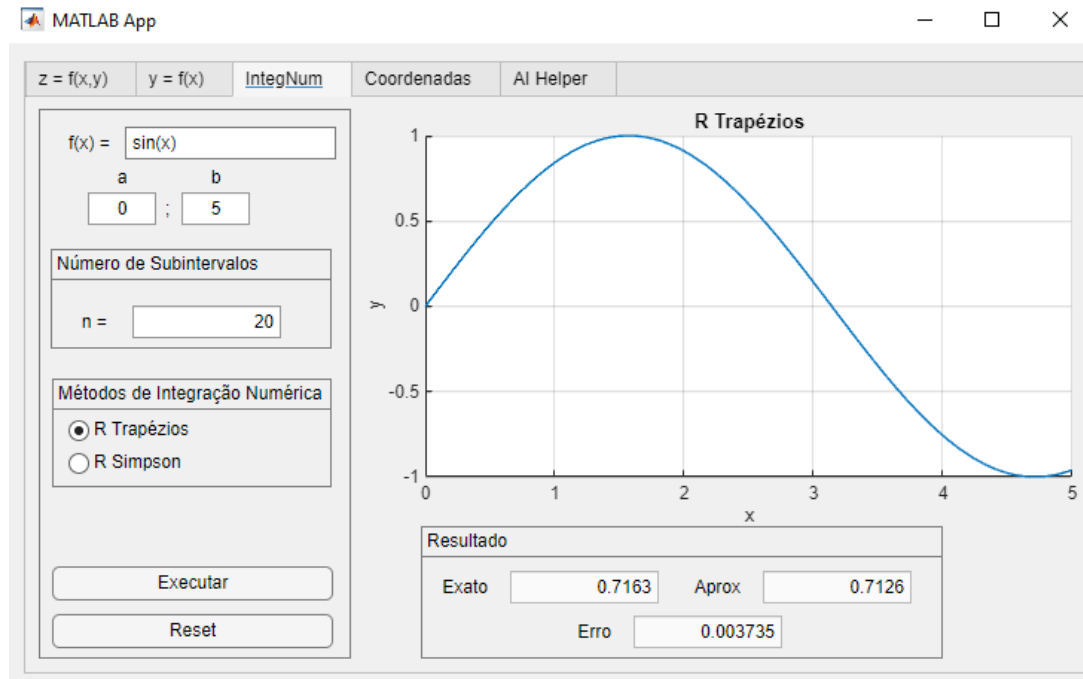 MATLAB App
z = f(x,y)
y = f(x)
IntegNum
Coordenadas
AI Helper
f(x) =
sin(x)
a
b
0
;
5
Número de Subintervalos
n =
20
Métodos de Integração Numérica
R Trapézios
R Simpson
Executar
Reset
R Trapézios
1
0.5
0
-0.5
-1
y
0
1
2
3
4
5
x
Resultado
Exato
0.7163
Aprox
0.7126
Erro
0.003735